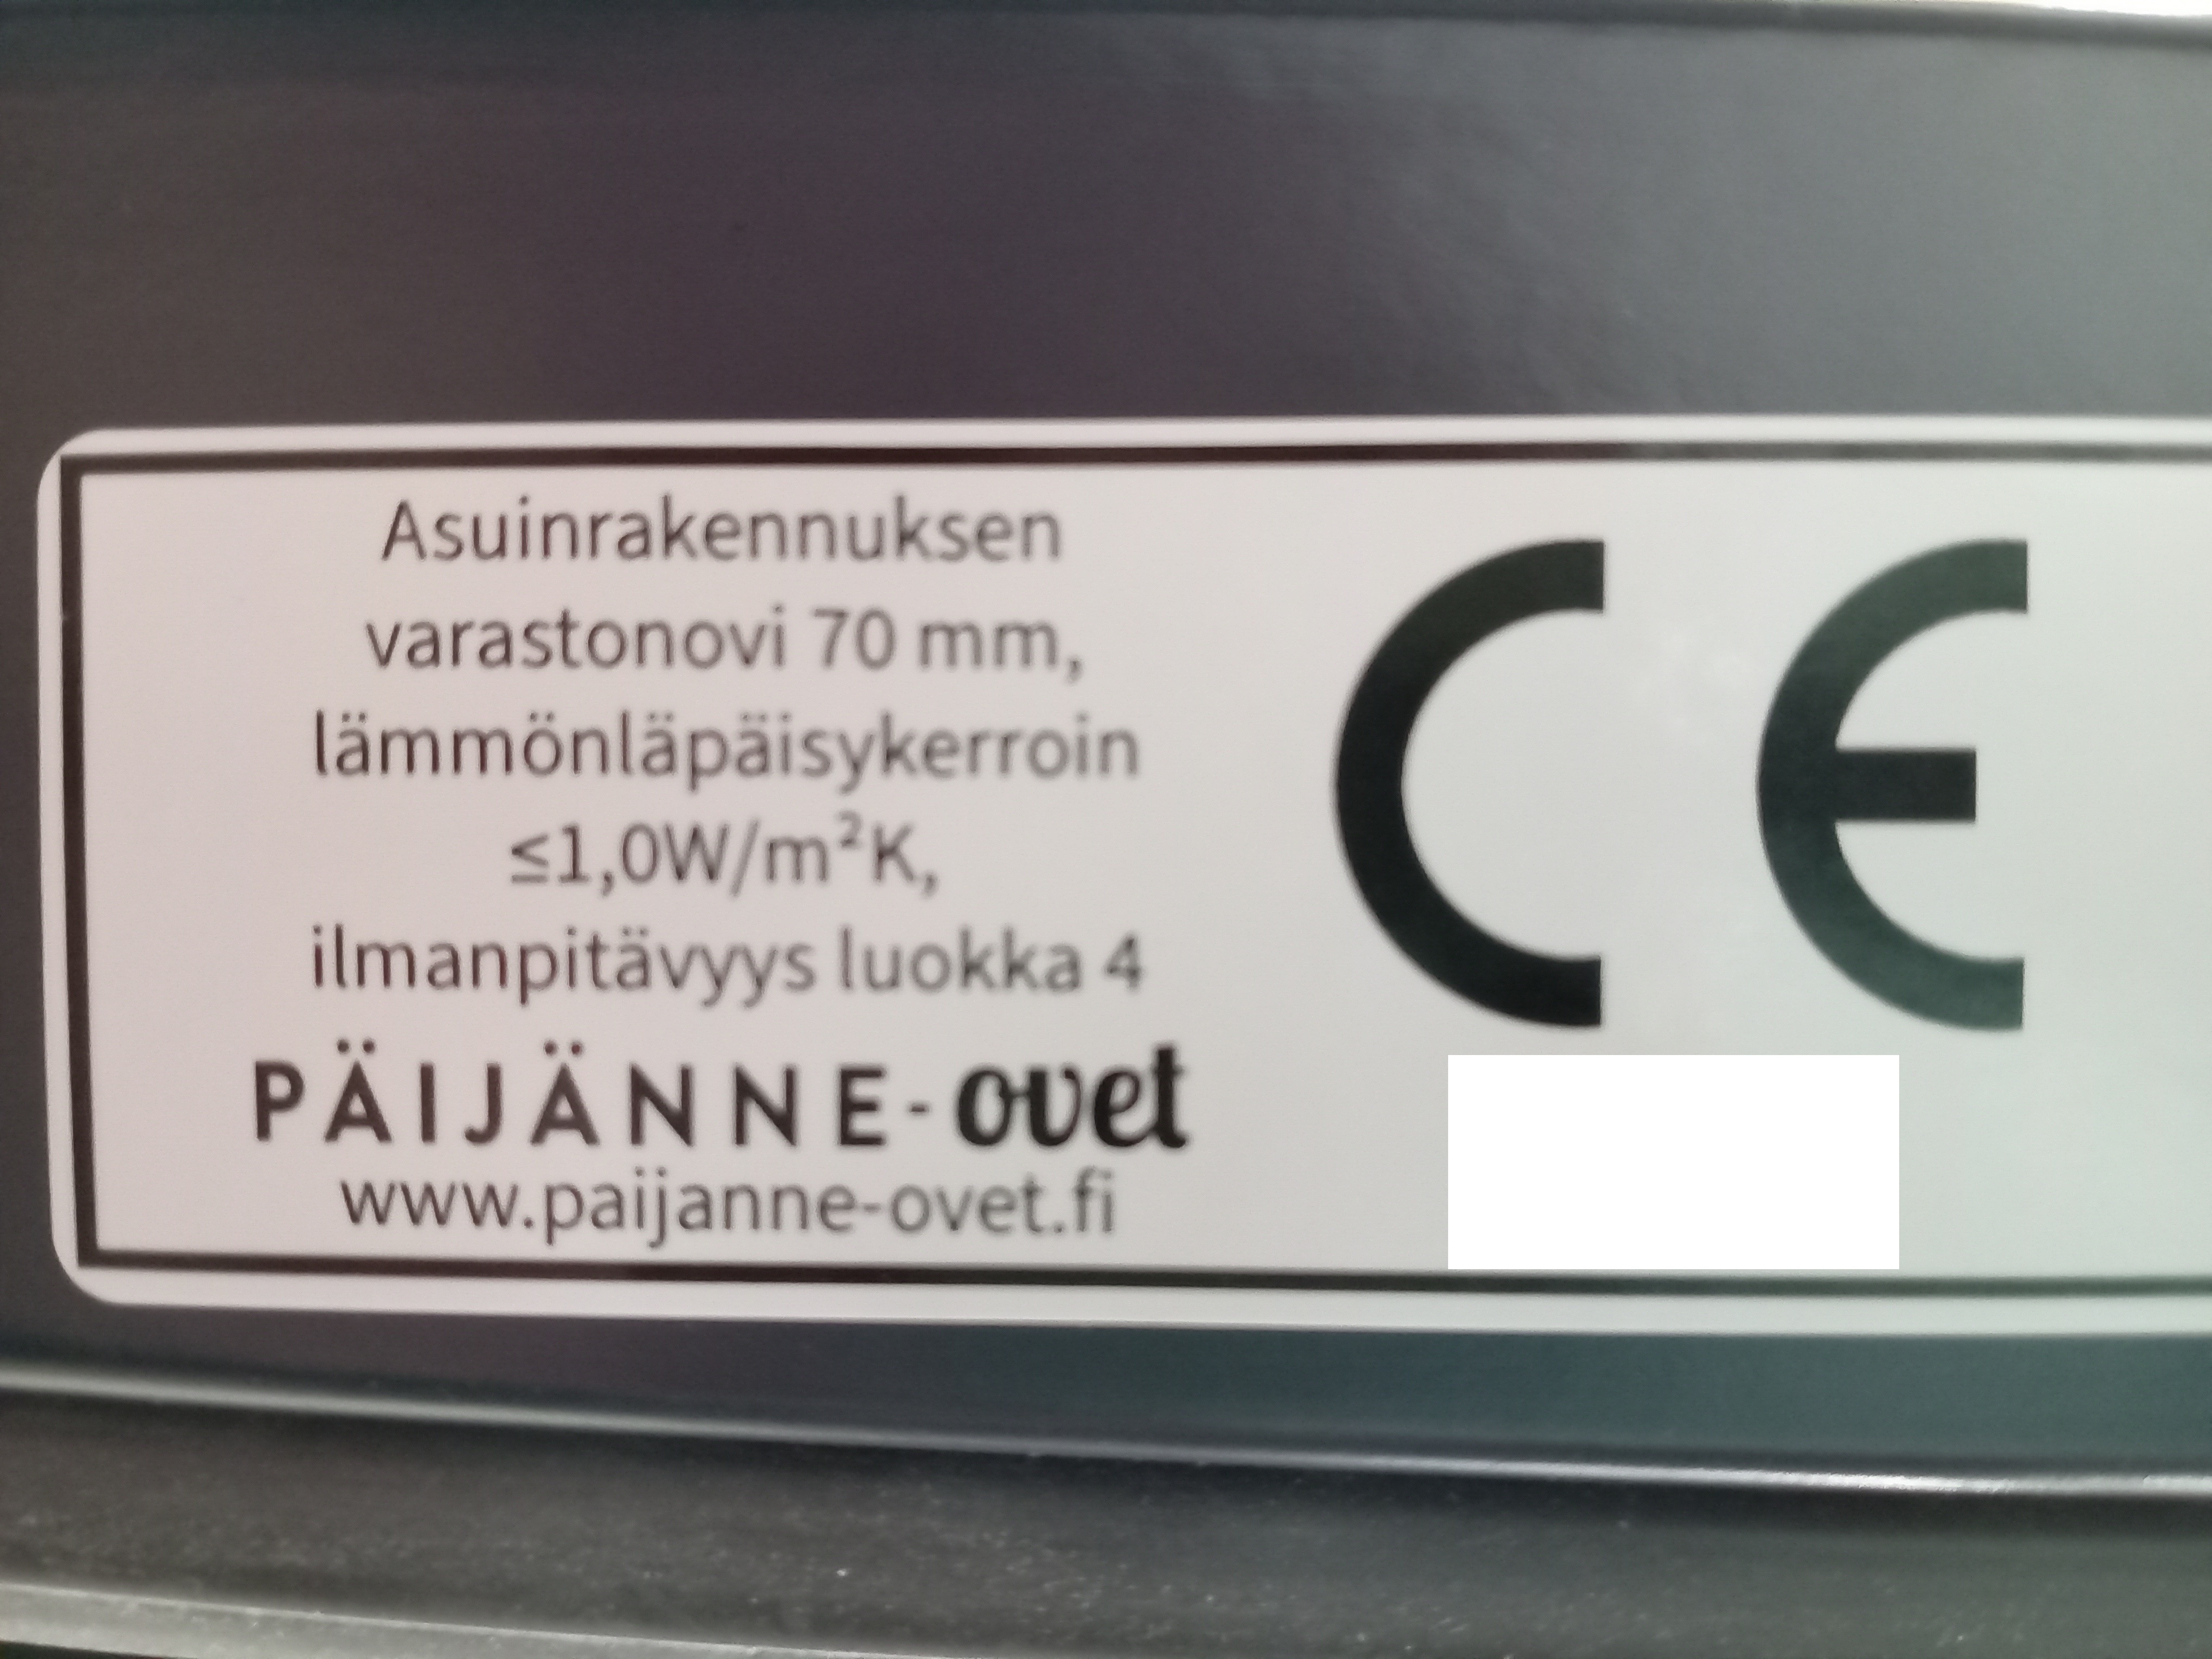 Asuinrakennuksen
varastonovi 70 mm,
lämmönläpäisykerroin
≤1,0W/m²K,
ilmanpitävyys luokka 4
PÄIJÄNNE-ovet
www.paijanne-ovet.fi
CE